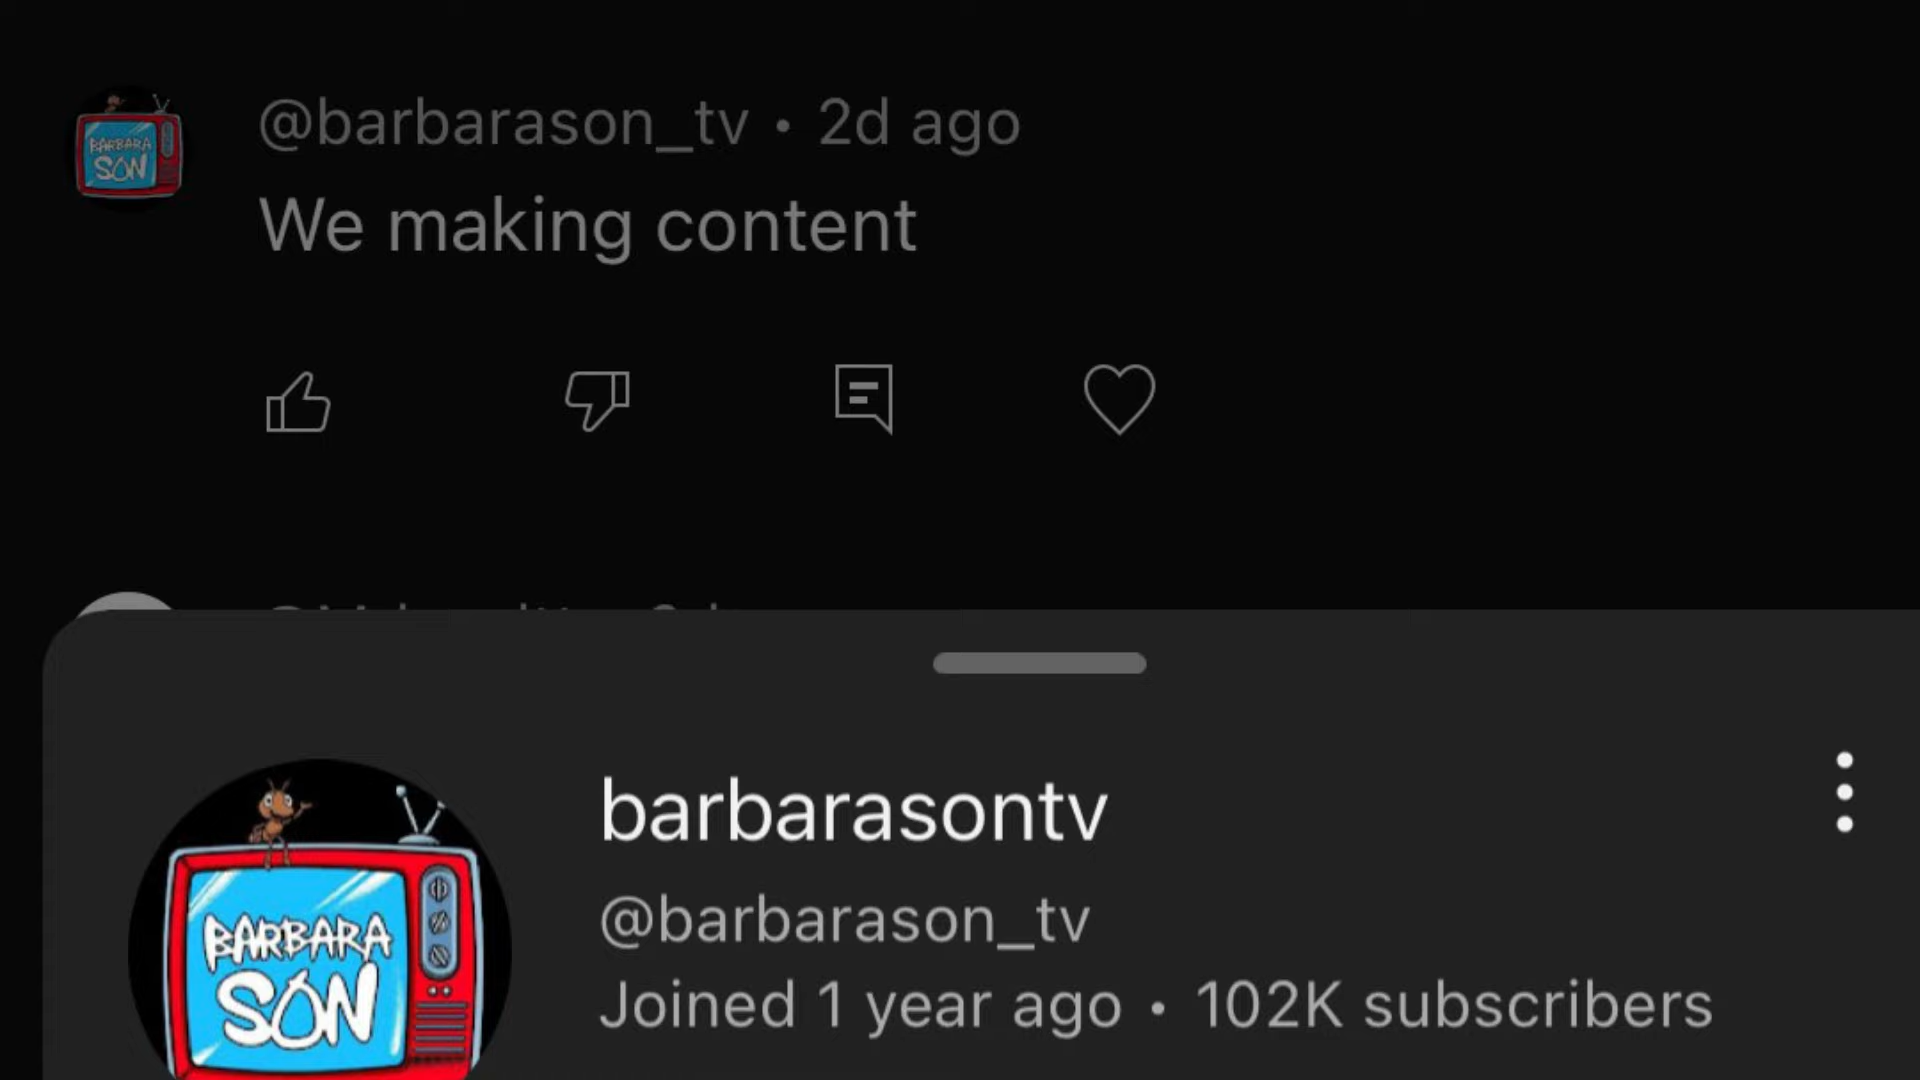 BARBARA
SON
@barbarason_tv • 2d ago
We making content
barbarasontv
@barbarason_tv
Joined 1 year ago • 102K subscribers
BARBARA
SON